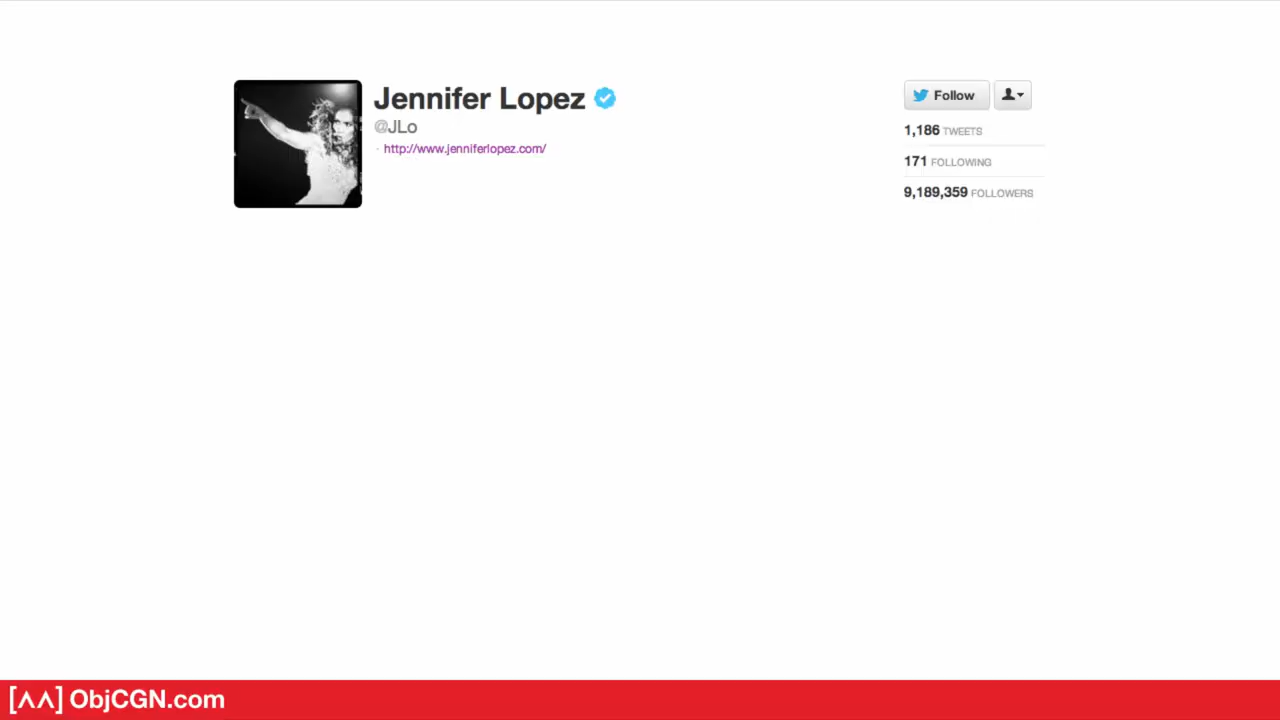 Jennifer Lopez
@JLo
· http://www.jenniferlopez.com/
Follow
1,186 TWEETS
171 FOLLOWING
9,189,359 FOLLOWERS
[ʌʌ] ObjCGN.com